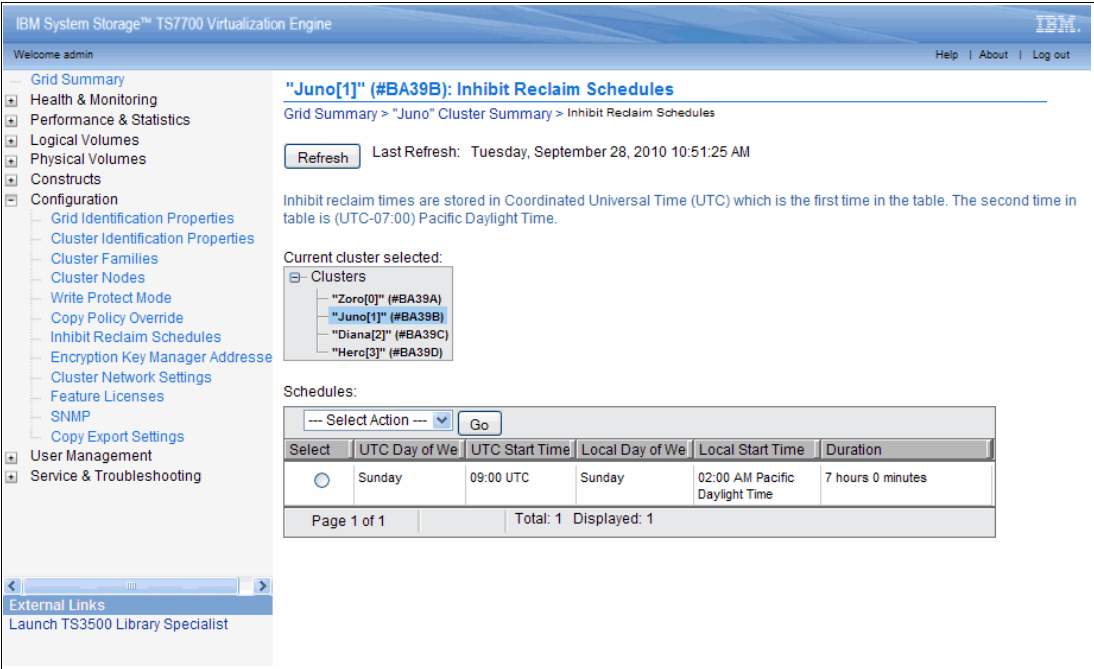 IBM System Storage™ TS7700 Virtualization Engine
IBM.
Welcome admin
Help | About | Log out
Grid Summary
Health & Monitoring
Performance & Statistics
Logical Volumes
Physical Volumes
Constructs
Configuration
Grid Identification Properties
Cluster Identification Properties
Cluster Families
Cluster Nodes
Write Protect Mode
Copy Policy Override
Inhibit Reclaim Schedules
Encryption Key Manager Addresse
Cluster Network Settings
Feature Licenses
SNMP
Copy Export Settings
User Management
Service & Troubleshooting
External Links
Launch TS3500 Library Specialist
"Juno[1]" (#BA39B): Inhibit Reclaim Schedules
Grid Summary > "Juno" Cluster Summary > Inhibit Reclaim Schedules
Refresh Last Refresh: Tuesday, September 28, 2010 10:51:25 AM
Inhibit reclaim times are stored in Coordinated Universal Time (UTC) which is the first time in the table. The second time in
table is (UTC-07:00) Pacific Daylight Time.
Current cluster selected:
Clusters
"Zoro[0]" (#BA39A)
"Juno[1]" (#BA39B)
"Diana[2]" (#BA39C)
"Herc[3]" (#BA39D)
Schedules:
--- Select Action --- Go
Select UTC Day of We UTC Start Time Local Day of We Local Start Time Duration
Sunday 09:00 UTC Sunday 02:00 AM Pacific 7 hours 0 minutes
Daylight Time
Page 1 of 1 Total: 1 Displayed: 1